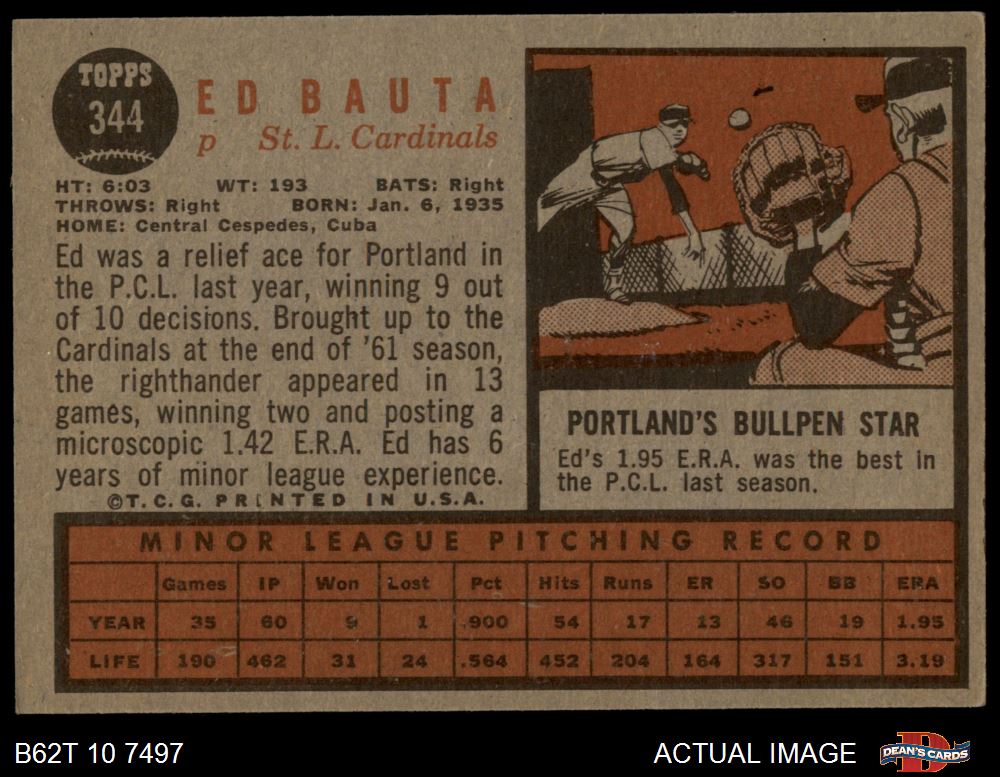 TOPPS
344
ED BAUTA
p St. L. Cardinals
HT: 6:03 WT: 193 BATS: Right
THROWS: Right BORN: Jan. 6, 1935
HOME: Central Cespedes, Cuba
Ed was a relief ace for Portland in
the P.C.L. last year, winning 9 out
of 10 decisions. Brought up to the
Cardinals at the end of '61 season,
the righthander appeared in 13
games, winning two and posting a
microscopic 1.42 E.R.A. Ed has 6
years of minor league experience.
©T.C.G. PRINTED IN U.S.A.
PORTLAND'S BULLPEN STAR
Ed's 1.95 E.R.A. was the best in
the P.C.L. last season.
MINOR LEAGUE PITCHING RECORD
Games IP Won Lost Pct Hits Runs ER SO BB ERA
YEAR 35 60 9 1 .900 54 17 13 46 19 1.95
LIFE 190 462 31 24 .564 452 204 164 317 151 3.19
B62T 10 7497 ACTUAL IMAGE DEAN'S CARDS